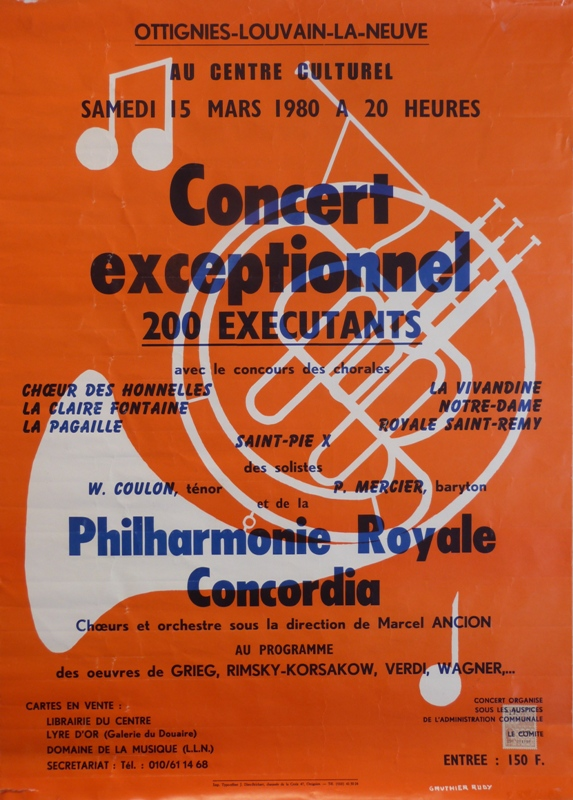 OTTIGNIES-LOUVAIN-LA-NEUVE
AU CENTRE CULTUREL
SAMEDI 15 MARS 1980 A 20 HEURES
Concert
exceptionnel
200 EXECUTANTS
avec le concours des chorales
CHŒUR DES HONNELLES
LA CLAIRE FONTAINE
LA PAGAILLE
LA VIVANDINE
NOTRE-DAME
ROYALE SAINT-REMY
SAINT-PIE X
des solistes
W. COULON, ténor P. MERCIER, baryton
et de la
Philharmonie Royale
Concordia
Chœurs et orchestre sous la direction de Marcel ANCION
AU PROGRAMME
des oeuvres de GRIEG, RIMSKY-KORSAKOW, VERDI, WAGNER,...
CARTES EN VENTE :
LIBRAIRIE DU CENTRE
LYRE D'OR (Galerie du Douaire)
DOMAINE DE LA MUSIQUE (L.L.N.)
SECRETARIAT : Tél. : 010/61 14 68
CONCERT ORGANISE
SOUS LES AUSPICES
DE L'ADMINISTRATION COMMUNALE
LE COMITE
ENTREE : 150 F.
GAUTHIER RUDY